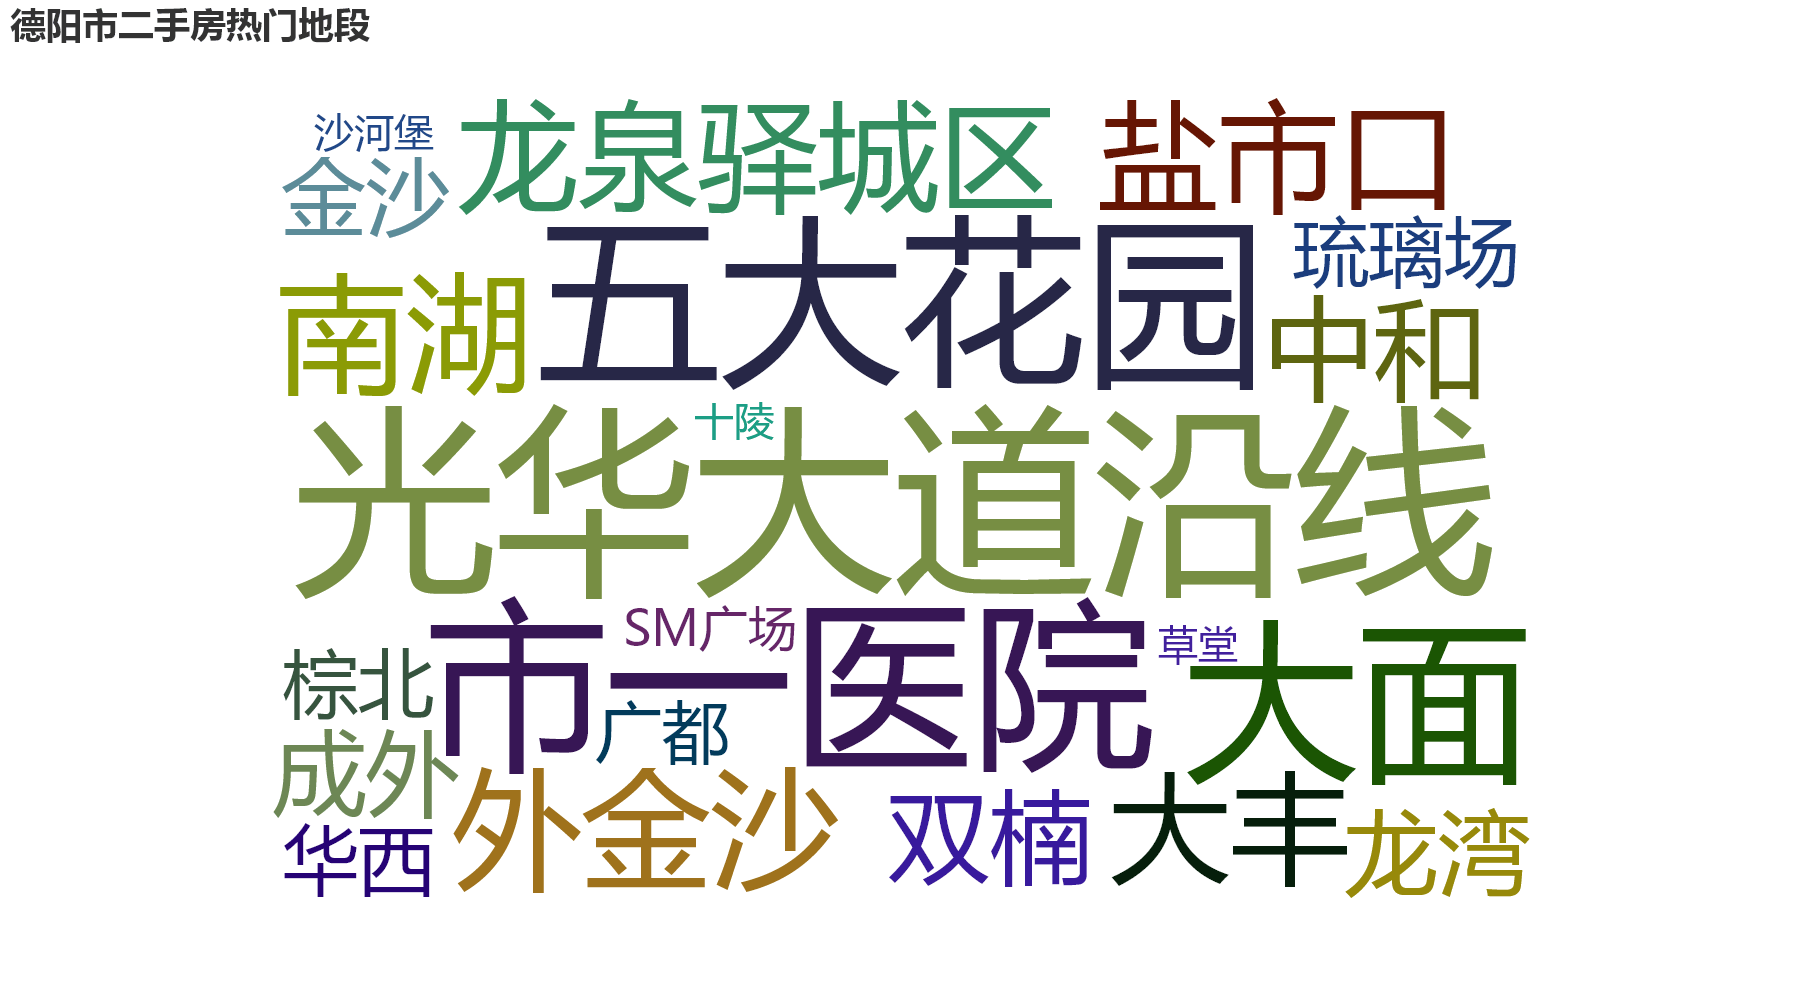 德阳市二手房热门地段
沙河堡
龙泉驿城区
盐市口
金沙
五大花园
琉璃场
南湖
中和
十陵
光华大道沿线
市一医院
SM广场
草堂
大面
棕北
广都
成外
外金沙
双楠
大丰
龙湾
华西